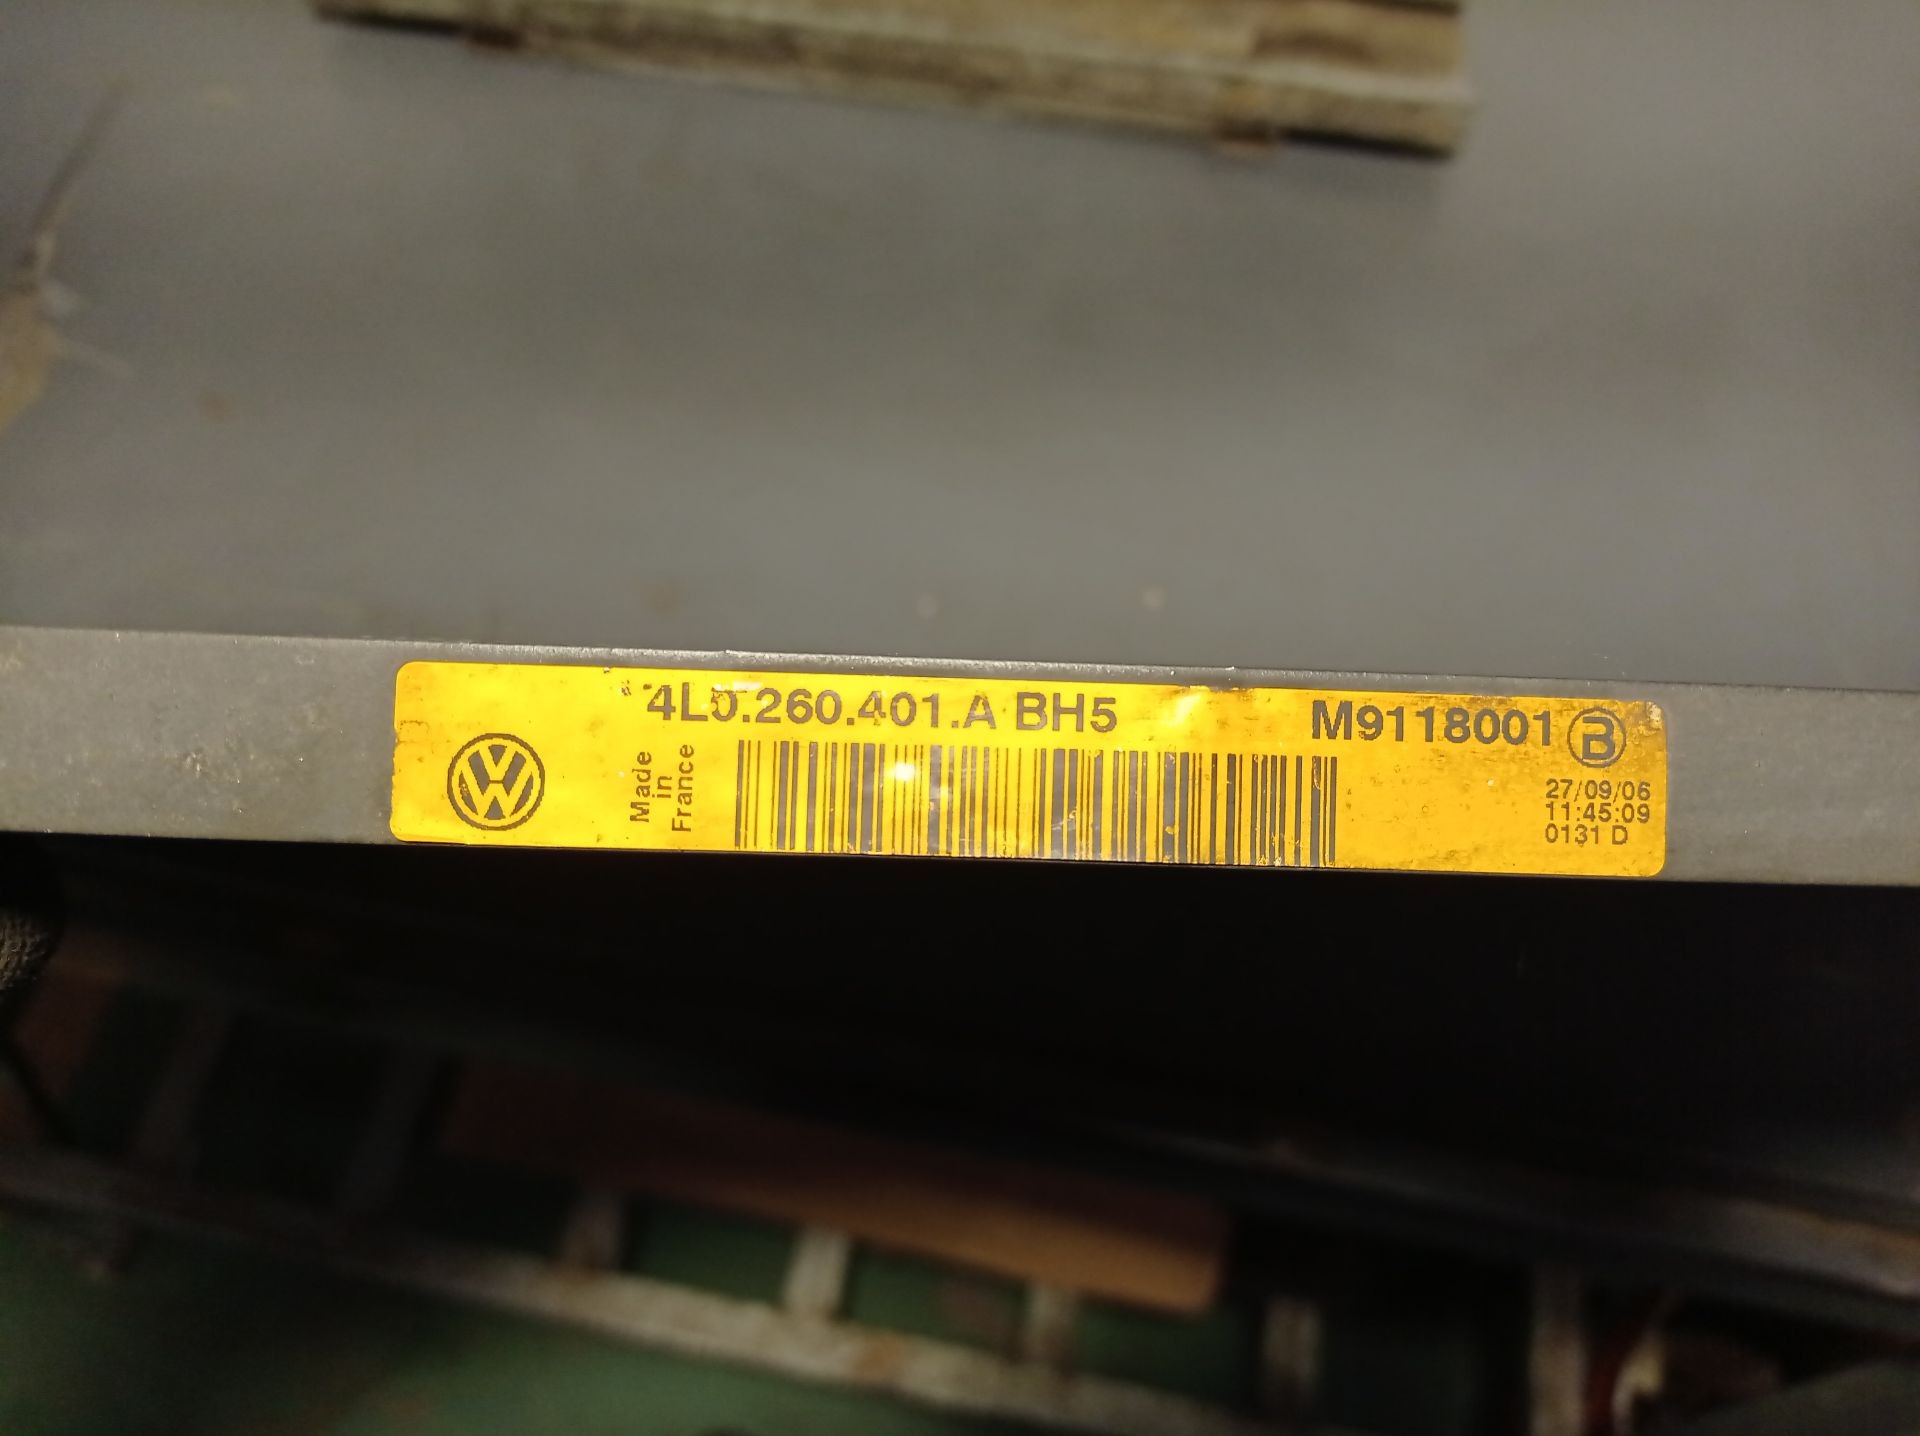 4L0.260.401.A BH5
M9118001 B
Made
in
France
27/09/06
11:45:09
0131 D